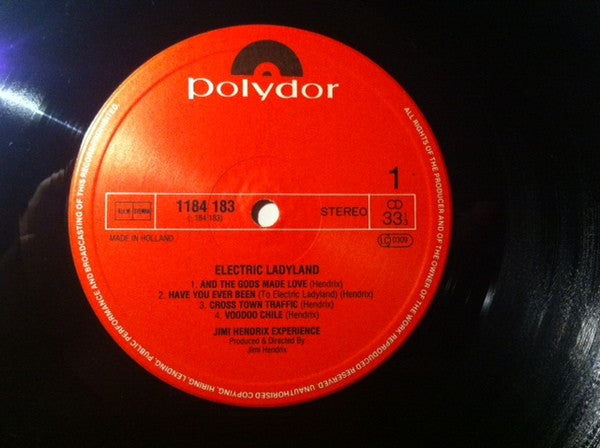 polydor
1
1184 183
(: 184 183)
STEREO
33⅓
MADE IN HOLLAND
LC 0309
ELECTRIC LADYLAND
1. AND THE GODS MADE LOVE (Hendrix)
2. HAVE YOU EVER BEEN (To Electric Ladyland) (Hendrix)
3. CROSS TOWN TRAFFIC (Hendrix)
4. VOODOO CHILE (Hendrix)
JIMI HENDRIX EXPERIENCE
Produced & Directed By
Jimi Hendrix
ALL RIGHTS OF THE PRODUCER AND OF THE OWNER OF THE WORK REPRODUCED RESERVED UNAUTHORISED COPYING, HIRING, LENDING, PUBLIC PERFORMANCE AND BROADCASTING OF THIS RECORD PROHIBITED